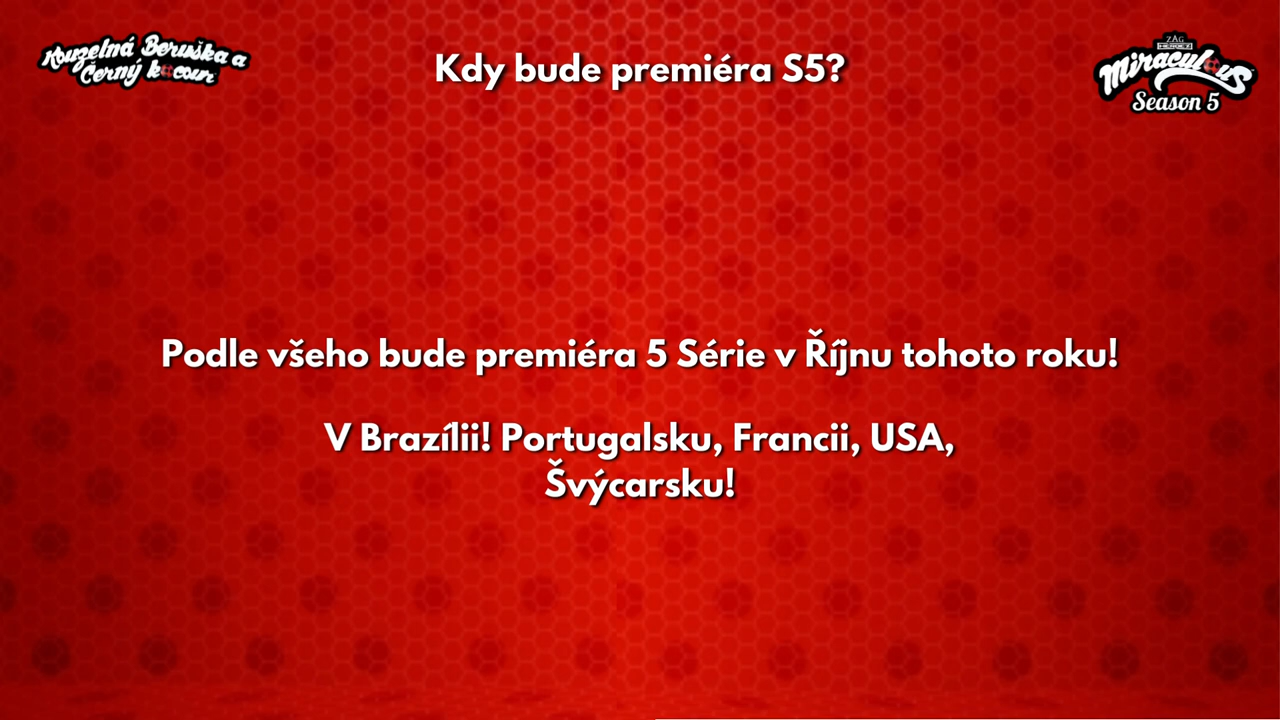 Kouzelná Beruška a
Černý kocour
Kdy bude premiéra S5?
ZAG
HEROEZ
Miraculous
Season 5
Podle všeho bude premiéra 5 Série v Říjnu tohoto roku!
V Brazílii! Portugalsku, Francii, USA,
Švýcarsku!